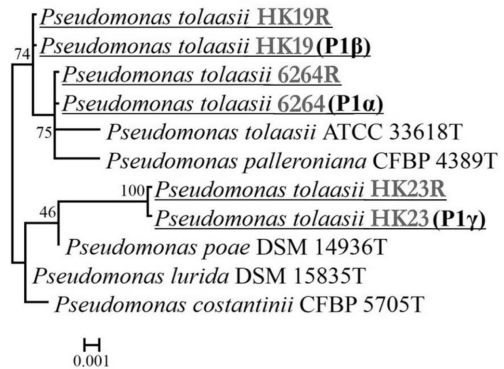 Pseudomonas tolaasii HK19R
74
Pseudomonas tolaasii HK19(P1β)
Pseudomonas tolaasii 6264R
Pseudomonas tolaasii 6264(P1α)
75
Pseudomonas tolaasii ATCC 33618T
Pseudomonas palleroniana CFBP 4389T
100
Pseudomonas tolaasii HK23R
46
Pseudomonas tolaasii HK23(P1γ)
Pseudomonas poae DSM 14936T
Pseudomonas lurida DSM 15835T
Pseudomonas costantinii CFBP 5705T
0.001